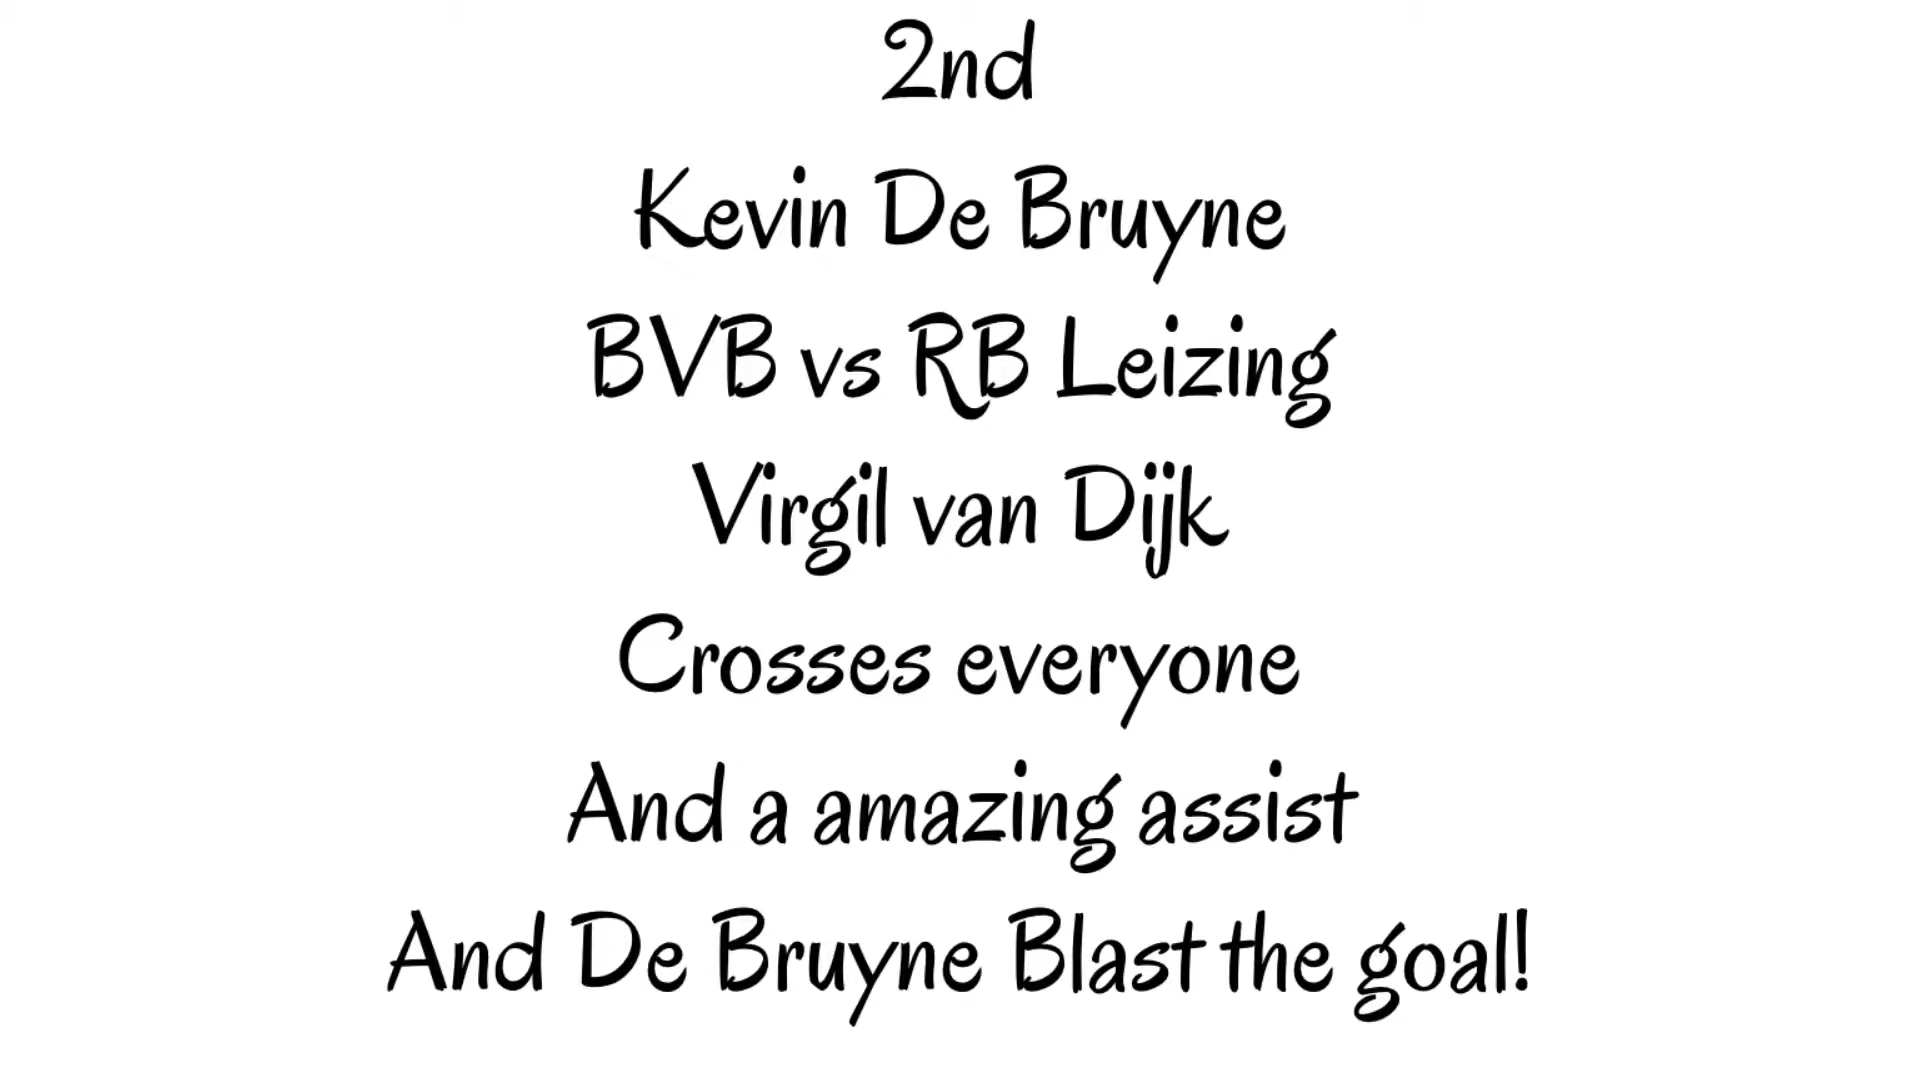 2nd
Kevin De Bruyne
BVB vs RB Leizing
Virgil van Dijk
Crosses everyone
And a amazing assist
And De Bruyne Blast the goal!